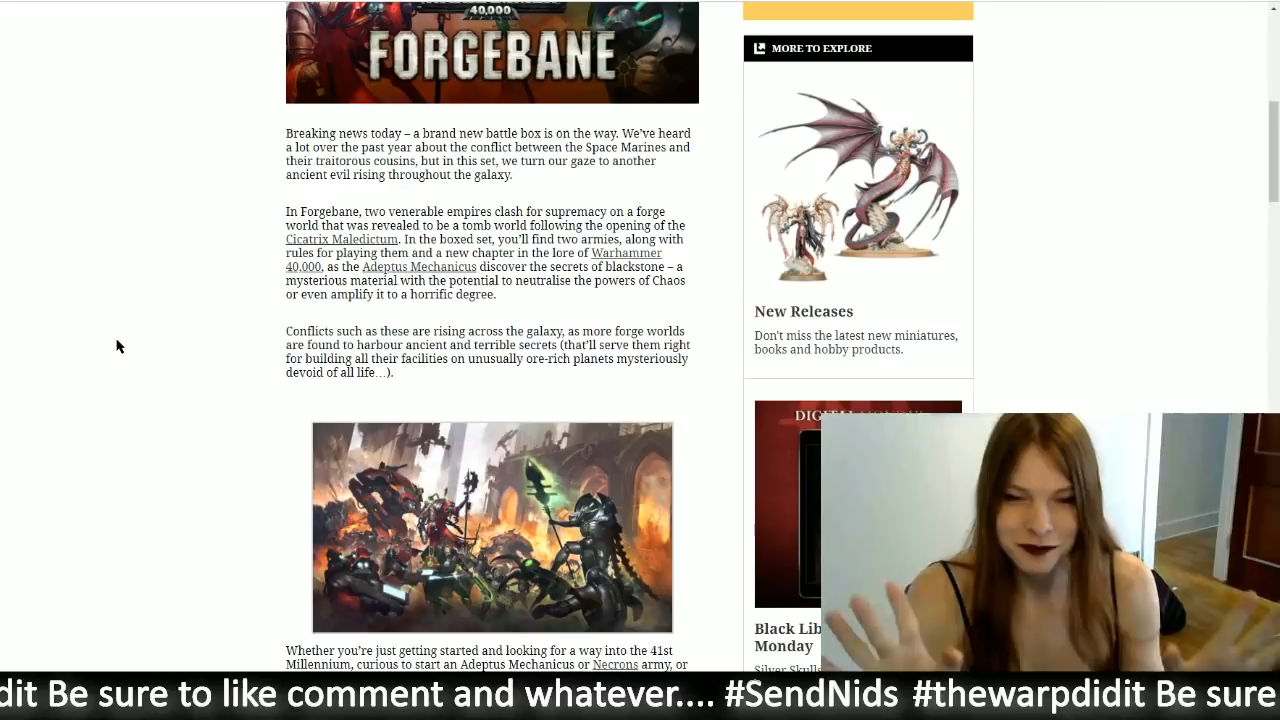 40,000
FORGEBANE
Breaking news today – a brand new battle box is on the way. We've heard
a lot over the past year about the conflict between the Space Marines and
their traitorous cousins, but in this set, we turn our gaze to another
ancient evil rising throughout the galaxy.
In Forgebane, two venerable empires clash for supremacy on a forge
world that was revealed to be a tomb world following the opening of the
Cicatrix Maledictum. In the boxed set, you'll find two armies, along with
rules for playing them and a new chapter in the lore of Warhammer
40,000, as the Adeptus Mechanicus discover the secrets of blackstone – a
mysterious material with the potential to neutralise the powers of Chaos
or even amplify it to a horrific degree.
Conflicts such as these are rising across the galaxy, as more forge worlds
are found to harbour ancient and terrible secrets (that'll serve them right
for building all their facilities on unusually ore-rich planets mysteriously
devoid of all life…).
Whether you're just getting started and looking for a way into the 41st
Millennium, curious to start an Adeptus Mechanicus or Necrons army, or
MORE TO EXPLORE
New Releases
Don't miss the latest new miniatures,
books and hobby products.
Black Lib
Monday
Silver Skulls
dit Be sure to like comment and whatever.... #SendNids #thewarpdidit Be sure